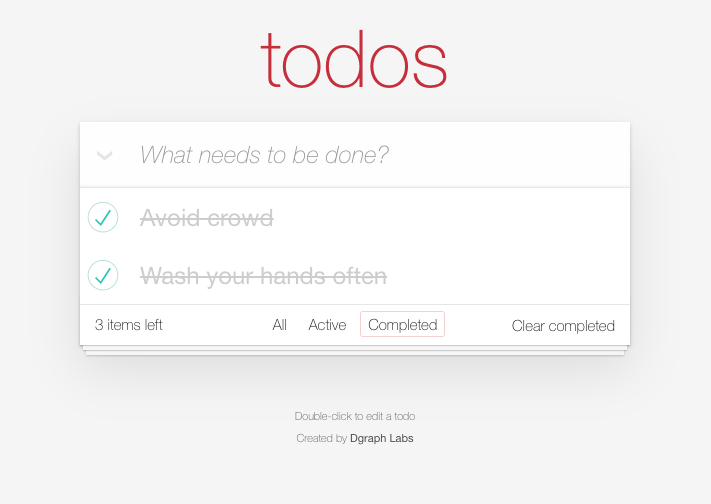 todos
What needs to be done?
Avoid crowd
Wash your hands often
3 items left All Active Completed Clear completed
Double-click to edit a todo
Created by Dgraph Labs